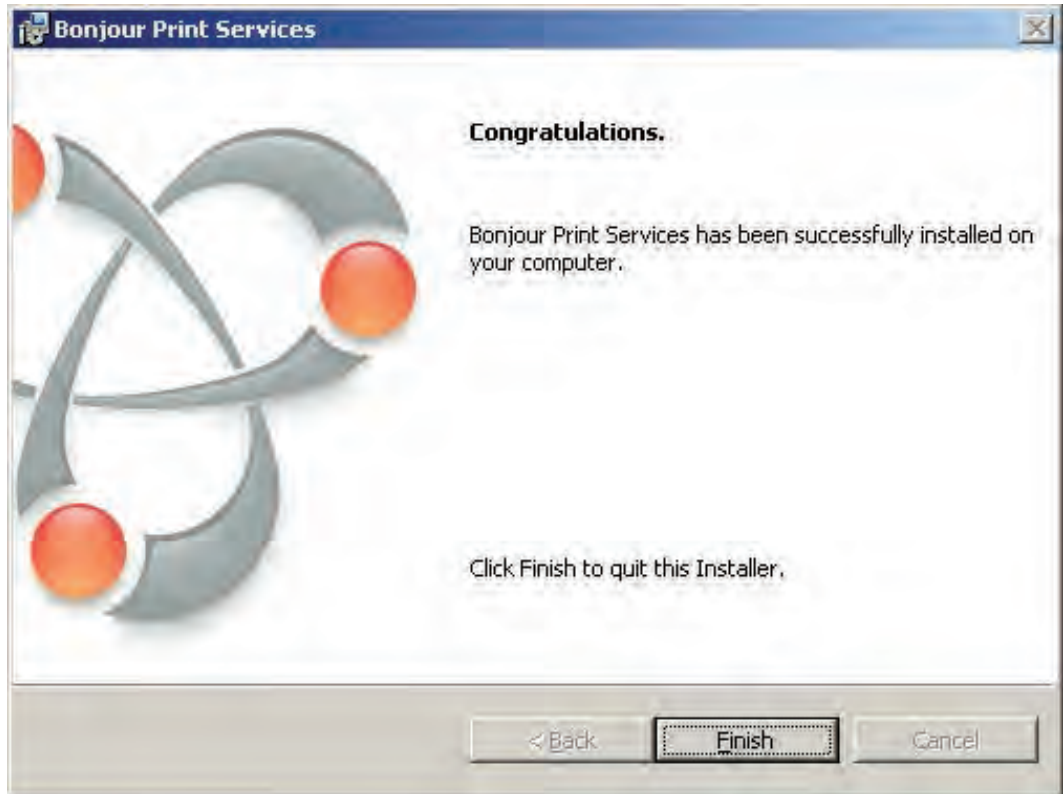 Bonjour Print Services
Congratulations.
Bonjour Print Services has been successfully installed on
your computer.
Click Finish to quit this Installer.
< Back
Finish
Cancel